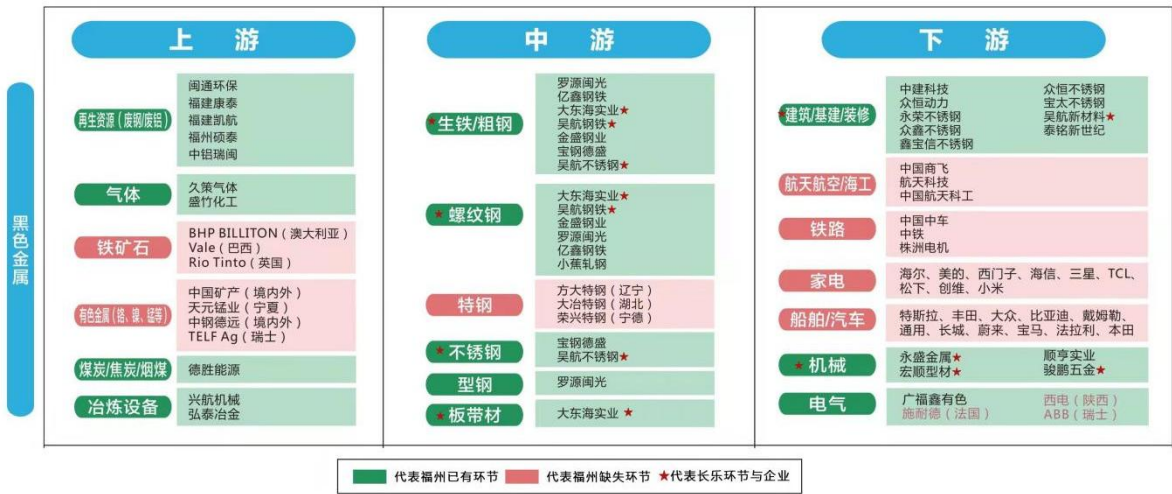 黑色金属
上 游
再生资源（废钢/废铝）
闽通环保
福建康泰
福建凯航
福州硕泰
中铝瑞闽
气体
久策气体
盛竹化工
铁矿石
BHP BILLITON（澳大利亚）
Vale（巴西）
Rio Tinto（英国）
有色金属（铬、镍、锰等）
中国矿产（境内外）
天元锰业（宁夏）
中钢德远（境内外）
TELF Ag（瑞士）
煤炭/焦炭/烟煤
德胜能源
冶炼设备
兴航机械
弘泰冶金
中 游
★生铁/粗钢
罗源闽光
亿鑫钢铁
大东海实业★
吴航钢铁★
金盛钢业
宝钢德盛
吴航不锈钢★
★螺纹钢
大东海实业★
吴航钢铁★
金盛钢业
罗源闽光
亿鑫钢铁
小蕉轧钢
特钢
方大特钢（辽宁）
大冶特钢（湖北）
荣兴特钢（宁德）
★不锈钢
宝钢德盛
吴航不锈钢★
型钢
罗源闽光
★板带材
大东海实业★
下 游
★建筑/基建/装修
中建科技 众恒不锈钢
众恒动力 宝太不锈钢
永荣不锈钢 吴航新材料★
众鑫不锈钢 泰铭新世纪
鑫宝信不锈钢
航天航空/海工
中国商飞
航天科技
中国航天科工
铁路
中国中车
中铁
株洲电机
家电
海尔、美的、西门子、海信、三星、TCL、
松下、创维、小米
船舶/汽车
特斯拉、丰田、大众、比亚迪、戴姆勒、
通用、长城、蔚来、宝马、法拉利、本田
★机械
永盛金属★ 顺亨实业
宏顺型材★ 骏鹏五金★
电气
广福鑫有色 西电（陕西）
施耐德（法国） ABB（瑞士）
代表福州已有环节 代表福州缺失环节 ★代表长乐环节与企业